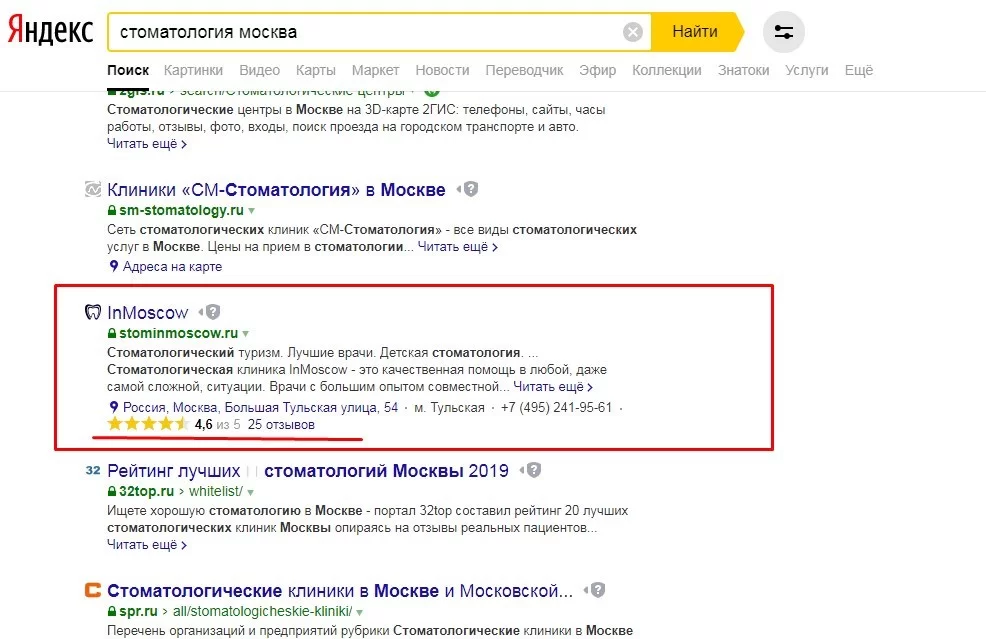 Яндекс
стоматология москва
Найти
Поиск Картинки Видео Карты Маркет Новости Переводчик Эфир Коллекции Знатоки Услуги Ещё
2gis.ru › search/Стоматологические центры
Стоматологические центры в Москве на 3D-карте 2ГИС: телефоны, сайты, часы
работы, отзывы, фото, входы, поиск проезда на городском транспорте и авто.
Читать ещё >
Клиники «СМ-Стоматология» в Москве
sm-stomatology.ru
Сеть стоматологических клиник «СМ-Стоматология» - все виды стоматологических
услуг в Москве. Цены на прием в стоматологии... Читать ещё >
Адреса на карте
InMoscow
stominmoscow.ru
Стоматологический туризм. Лучшие врачи. Детская стоматология. ...
Стоматологическая клиника InMoscow - это качественная помощь в любой, даже
самой сложной, ситуации. Врачи с большим опытом совместной... Читать ещё >
Россия, Москва, Большая Тульская улица, 54 · м. Тульская · +7 (495) 241-95-61 ·
4,6 из 5 25 отзывов
32 Рейтинг лучших | | стоматологий Москвы 2019
32top.ru › whitelist/
Ищете хорошую стоматологию в Москве - портал 32top составил рейтинг 20 лучших
стоматологических клиник Москвы опираясь на отзывы реальных пациентов...
Читать ещё >
Стоматологические клиники в Москве и Московской...
spr.ru › all/stomatologicheskie-kliniki/
Перечень организаций и предприятий рубрики Стоматологические клиники в Москве